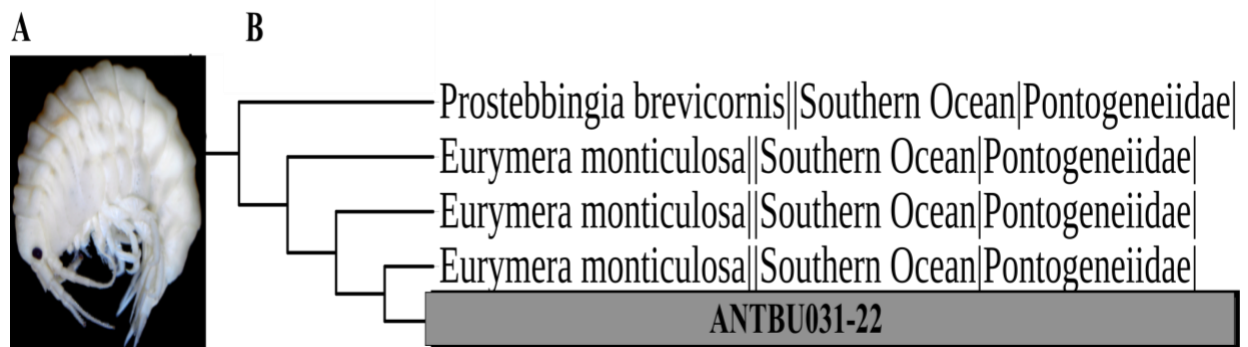 A
B
Prostebbingia brevicornis||Southern Ocean|Pontogeneiidae|
Eurymera monticulosa||Southern Ocean|Pontogeneiidae|
Eurymera monticulosa||Southern Ocean|Pontogeneiidae|
Eurymera monticulosa||Southern Ocean|Pontogeneiidae|
ANTBU031-22